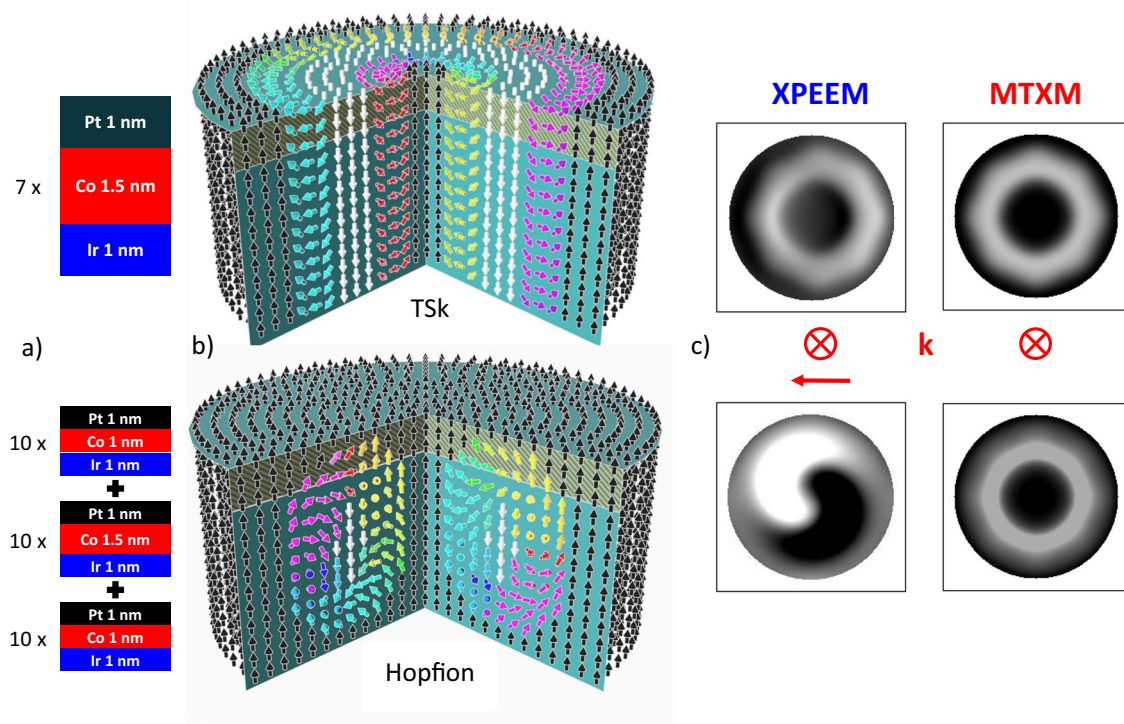 XPEEM
MTXM
Pt 1 nm
7 x
Co 1.5 nm
Ir 1 nm
TSk
a)
b)
c)
k
Pt 1 nm
10 x
Co 1 nm
Ir 1 nm
+
Pt 1 nm
10 x
Co 1.5 nm
Ir 1 nm
+
Pt 1 nm
10 x
Co 1 nm
Ir 1 nm
Hopfion